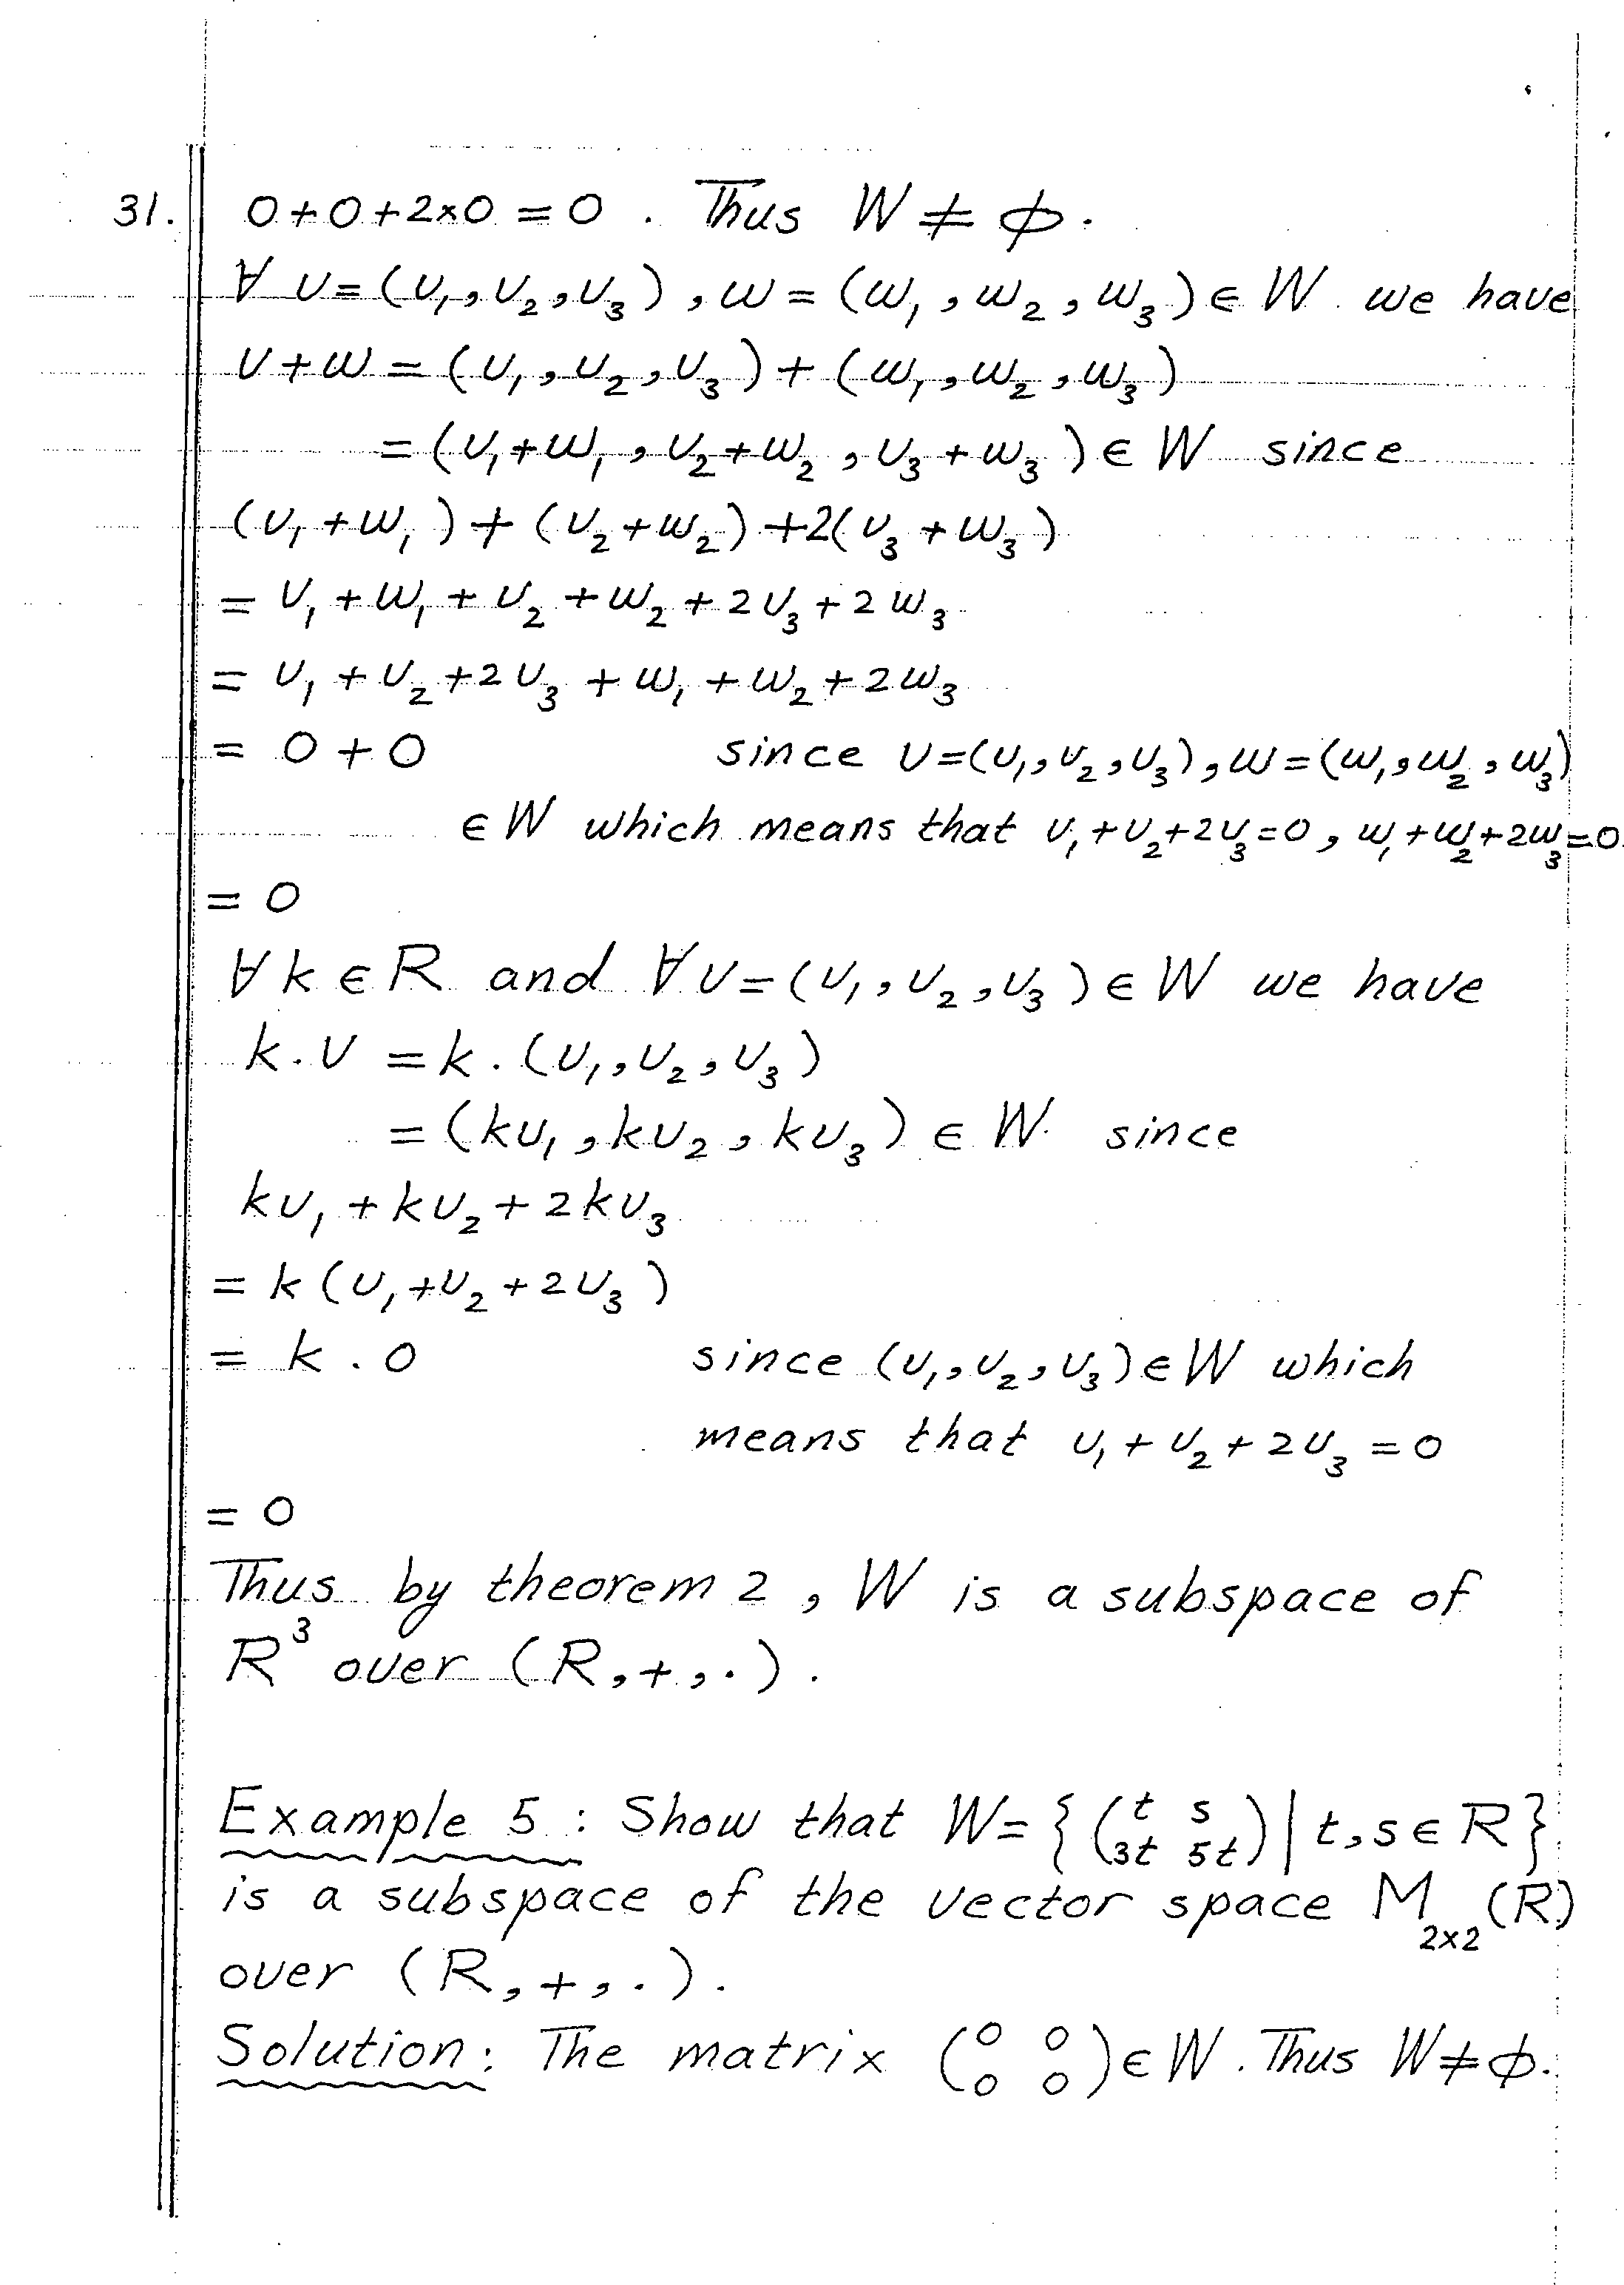 31. 0+0+2×0 = 0 . Thus W ≠ ϕ.
∀ v = (v₁, v₂, v₃), w = (w₁, w₂, w₃) ∈ W we have
v + w = (v₁, v₂, v₃) + (w₁, w₂, w₃)
= (v₁+w₁, v₂+w₂, v₃+w₃) ∈ W since
(v₁+w₁) + (v₂+w₂) + 2(v₃+w₃)
= v₁ + w₁ + v₂ + w₂ + 2v₃ + 2w₃
= v₁ + v₂ + 2v₃ + w₁ + w₂ + 2w₃
= 0 + 0 since v=(v₁, v₂, v₃), w=(w₁, w₂, w₃)
∈ W which means that v₁+v₂+2v₃=0, w₁+w₂+2w₃=0
= 0
∀ k ∈ R and ∀ v = (v₁, v₂, v₃) ∈ W we have
k . v = k . (v₁, v₂, v₃)
= (kv₁, kv₂, kv₃) ∈ W since
kv₁ + kv₂ + 2kv₃
= k (v₁ + v₂ + 2v₃)
= k . 0 since (v₁, v₂, v₃) ∈ W which
means that v₁ + v₂ + 2v₃ = 0
= 0
Thus by theorem 2, W is a subspace of
R³ over (R, +, .) .
Example 5 : Show that W = { (t s; 3t 5t) | t, s ∈ R }
is a subspace of the vector space M₂ₓ₂(R)
over (R, +, .) .
Solution : The matrix (0 0; 0 0) ∈ W . Thus W ≠ ϕ.